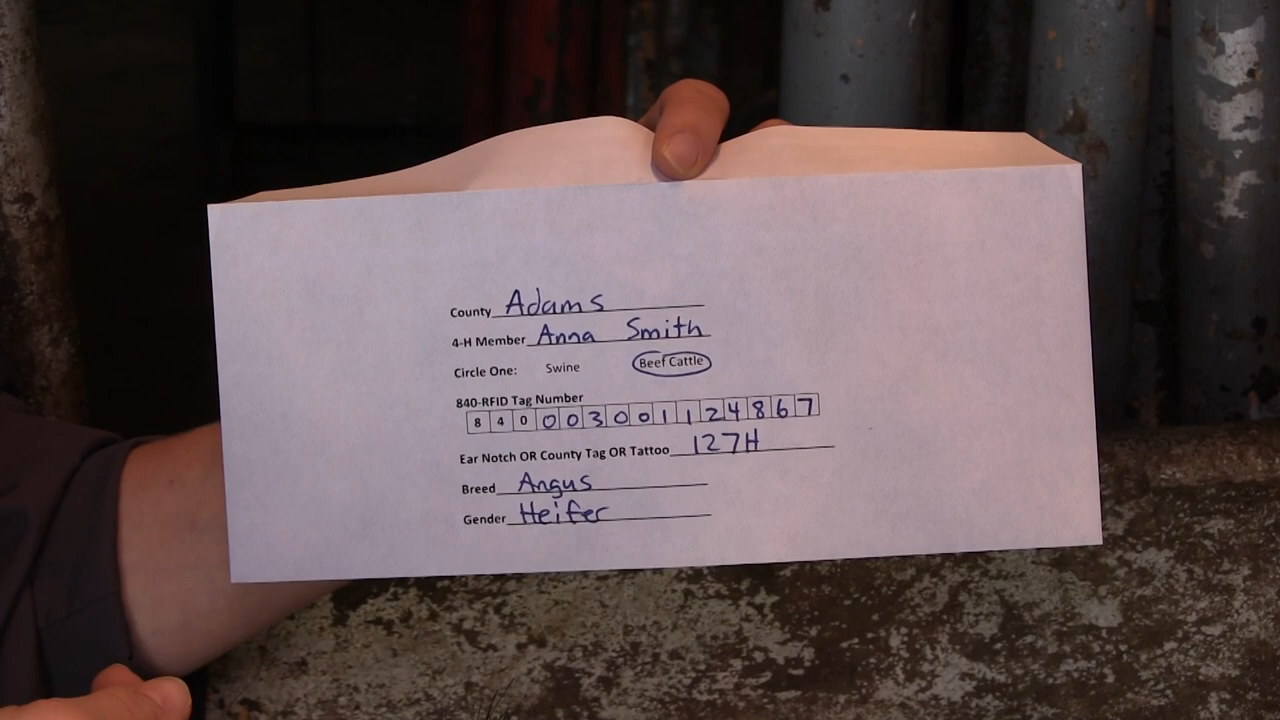 County Adams
4-H Member Anna Smith
Circle One: Swine Beef Cattle
840-RFID Tag Number
840003001124867
Ear Notch OR County Tag OR Tattoo 127H
Breed Angus
Gender Heifer